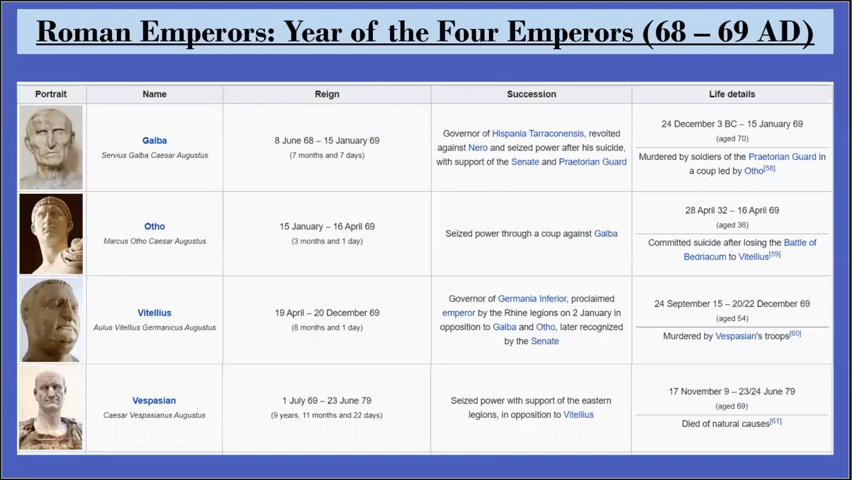 Roman Emperors: Year of the Four Emperors (68 – 69 AD)
Portrait Name Reign Succession Life details
Galba
Servius Galba Caesar Augustus
8 June 68 – 15 January 69
(7 months and 7 days)
Governor of Hispania Tarraconensis, revolted
against Nero and seized power after his suicide,
with support of the Senate and Praetorian Guard
24 December 3 BC – 15 January 69
(aged 70)
Murdered by soldiers of the Praetorian Guard in
a coup led by Otho[58]
Otho
Marcus Otho Caesar Augustus
15 January – 16 April 69
(3 months and 1 day)
Seized power through a coup against Galba
28 April 32 – 16 April 69
(aged 36)
Committed suicide after losing the Battle of
Bedriacum to Vitellius[59]
Vitellius
Aulus Vitellius Germanicus Augustus
19 April – 20 December 69
(8 months and 1 day)
Governor of Germania Inferior, proclaimed
emperor by the Rhine legions on 2 January in
opposition to Galba and Otho, later recognized
by the Senate
24 September 15 – 20/22 December 69
(aged 54)
Murdered by Vespasian's troops[60]
Vespasian
Caesar Vespasianus Augustus
1 July 69 – 23 June 79
(9 years, 11 months and 22 days)
Seized power with support of the eastern
legions, in opposition to Vitellius
17 November 9 – 23/24 June 79
(aged 69)
Died of natural causes[61]